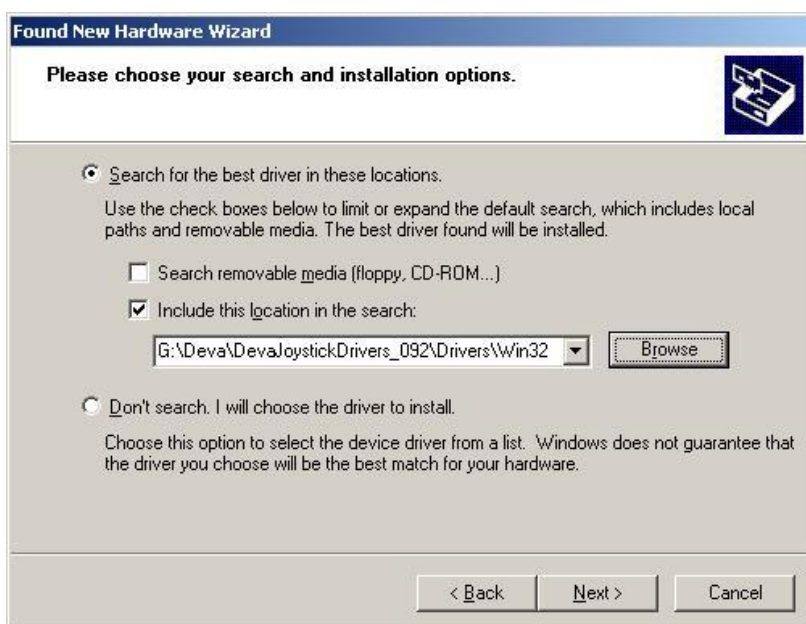 Found New Hardware Wizard
Please choose your search and installation options.
Search for the best driver in these locations.
Use the check boxes below to limit or expand the default search, which includes local
paths and removable media. The best driver found will be installed.
Search removable media (floppy, CD-ROM...)
Include this location in the search:
G:\Deva\DevaJoystickDrivers_092\Drivers\Win32
Browse
Don't search. I will choose the driver to install.
Choose this option to select the device driver from a list. Windows does not guarantee that
the driver you choose will be the best match for your hardware.
< Back
Next >
Cancel